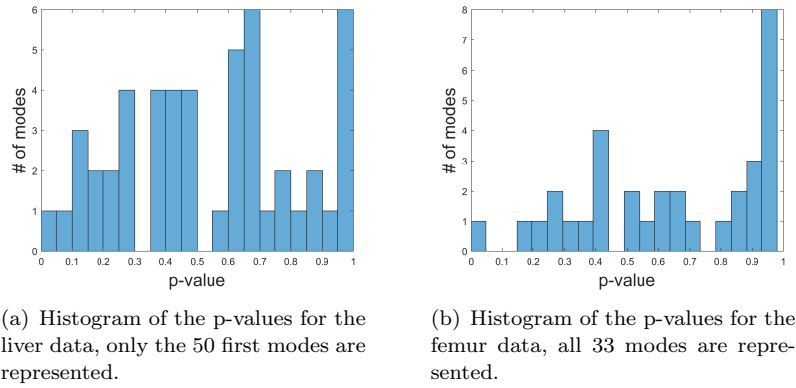 6
5
4
3
2
1
0
# of modes
0 0.1 0.2 0.3 0.4 0.5 0.6 0.7 0.8 0.9 1
p-value
(a) Histogram of the p-values for the
liver data, only the 50 first modes are
represented.
8
7
6
5
4
3
2
1
0
# of modes
0 0.1 0.2 0.3 0.4 0.5 0.6 0.7 0.8 0.9 1
p-value
(b) Histogram of the p-values for the
femur data, all 33 modes are repre-
sented.